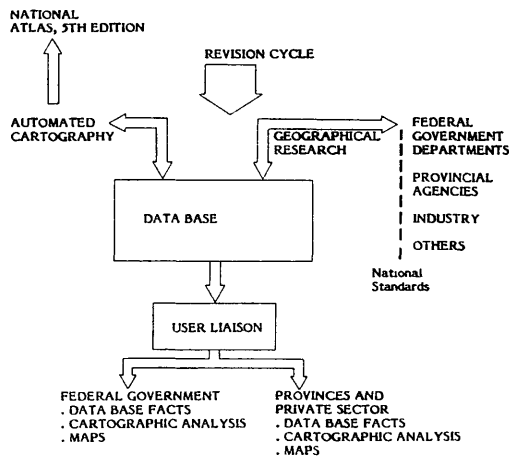 NATIONAL
ATLAS, 5TH EDITION
REVISION CYCLE
AUTOMATED
CARTOGRAPHY
GEOGRAPHICAL
RESEARCH
FEDERAL
GOVERNMENT
DEPARTMENTS
PROVINCIAL
AGENCIES
INDUSTRY
OTHERS
National
Standards
DATA BASE
USER LIAISON
FEDERAL GOVERNMENT
. DATA BASE FACTS
. CARTOGRAPHIC ANALYSIS
. MAPS
PROVINCES AND
PRIVATE SECTOR
. DATA BASE FACTS
. CARTOGRAPHIC ANALYSIS
. MAPS